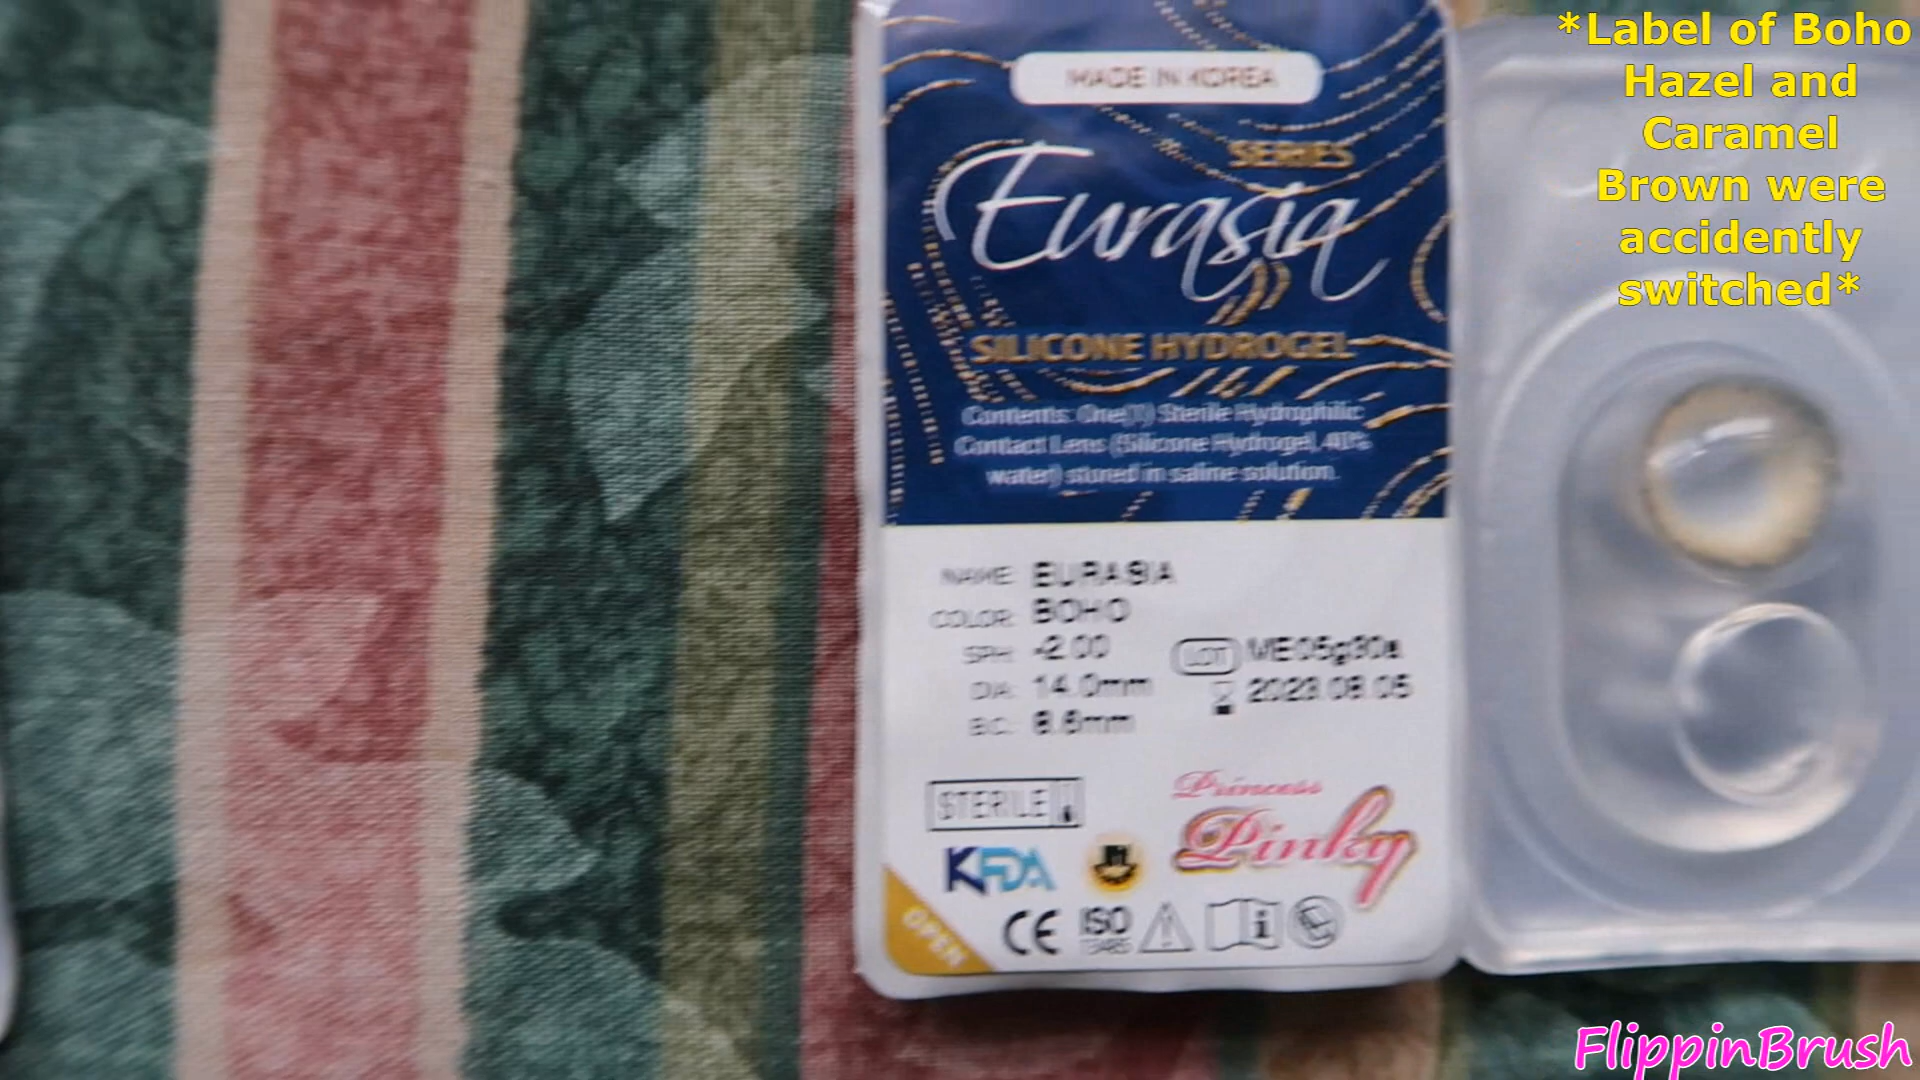 *Label of Boho
Hazel and
Caramel
Brown were
accidently
switched*
MADE IN KOREA
SERIES
Eurasia
SILICONE HYDROGEL
Contents: One(1) Sterile Hydrophilic
Contact Lens (Silicone Hydrogel, 40%
water) stored in saline solution.
NAME: EURASIA
COLOR: BOHO
SPH: -2.00
LOT ME05g30a
DIA: 14.0mm
2023.08.05
BC: 8.6mm
STERILE
Princess
Pinky
KFDA
OPEN
CE
ISO
13485
FlippinBrush